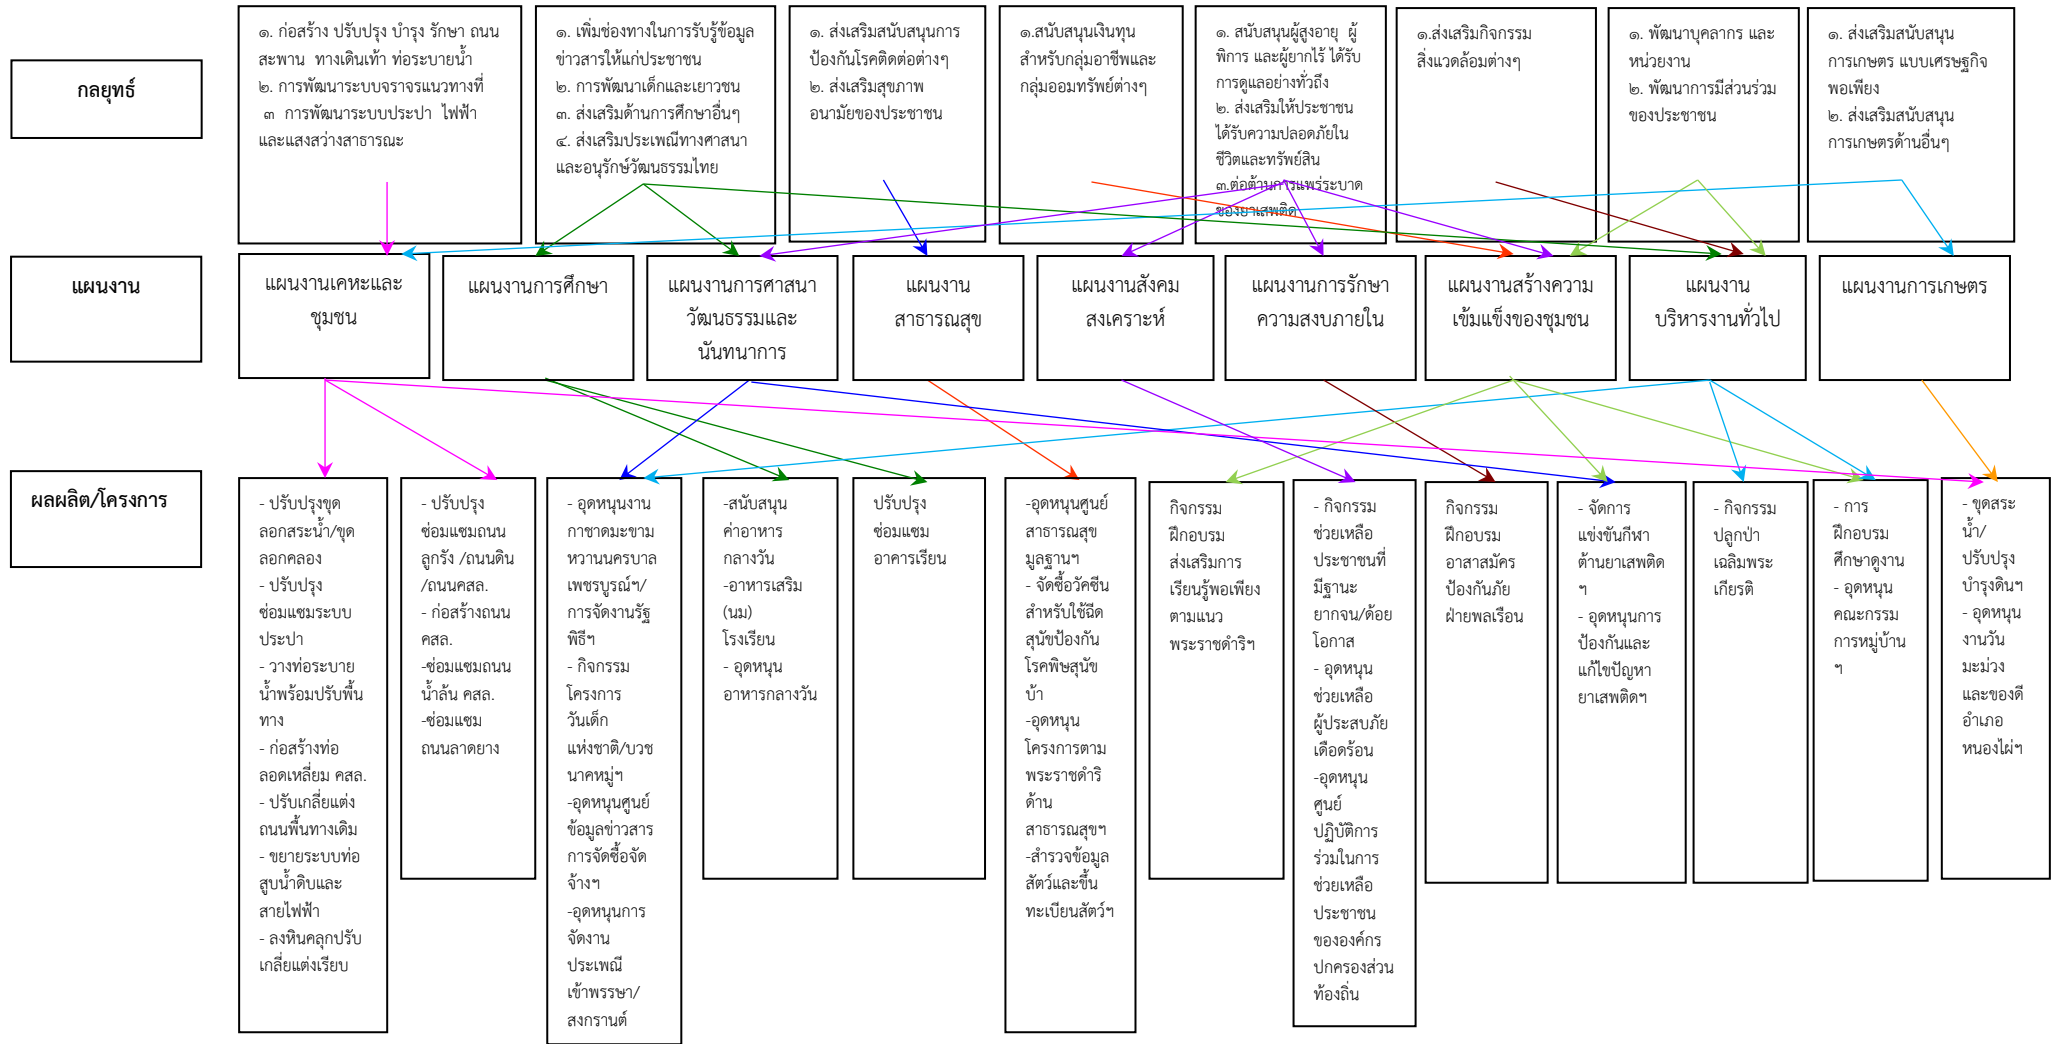 กลยุทธ์
๑. ก่อสร้าง ปรับปรุง บำรุง รักษา ถนน
สะพาน ทางเดินเท้า ท่อระบายน้ำ
๒. การพัฒนาระบบจราจรแนวทางที่
๓ การพัฒนาระบบประปา ไฟฟ้า
และแสงสว่างสาธารณะ
๑. เพิ่มช่องทางในการรับรู้ข้อมูล
ข่าวสารให้แก่ประชาชน
๒. การพัฒนาเด็กและเยาวชน
๓. ส่งเสริมด้านการศึกษาอื่นๆ
๔. ส่งเสริมประเพณีทางศาสนา
และอนุรักษ์วัฒนธรรมไทย
๑. ส่งเสริมสนับสนุนการ
ป้องกันโรคติดต่อต่างๆ
๒. ส่งเสริมสุขภาพ
อนามัยของประชาชน
๑.สนับสนุนเงินทุน
สำหรับกลุ่มอาชีพและ
กลุ่มออมทรัพย์ต่างๆ
๑. สนับสนุนผู้สูงอายุ ผู้
พิการ และผู้ยากไร้ ได้รับ
การดูแลอย่างทั่วถึง
๒. ส่งเสริมให้ประชาชน
ได้รับความปลอดภัยใน
ชีวิตและทรัพย์สิน
๓.ต่อต้านการแพร่ระบาด
ของยาเสพติด
๑.ส่งเสริมกิจกรรม
สิ่งแวดล้อมต่างๆ
๑. พัฒนาบุคลากร และ
หน่วยงาน
๒. พัฒนาการมีส่วนร่วม
ของประชาชน
๑. ส่งเสริมสนับสนุน
การเกษตร แบบเศรษฐกิจ
พอเพียง
๒. ส่งเสริมสนับสนุน
การเกษตรด้านอื่นๆ
แผนงาน
แผนงานเคหะและ
ชุมชน
แผนงานการศึกษา
แผนงานการศาสนา
วัฒนธรรมและ
นันทนาการ
แผนงาน
สาธารณสุข
แผนงานสังคม
สงเคราะห์
แผนงานการรักษา
ความสงบภายใน
แผนงานสร้างความ
เข้มแข็งของชุมชน
แผนงาน
บริหารงานทั่วไป
แผนงานการเกษตร
ผลผลิต/โครงการ
- ปรับปรุงขุด
ลอกสระน้ำ/ขุด
ลอกคลอง
- ปรับปรุง
ซ่อมแซมระบบ
ประปา
- วางท่อระบาย
น้ำพร้อมปรับพื้น
ทาง
- ก่อสร้างท่อ
ลอดเหลี่ยม คสล.
- ปรับเกลี่ยแต่ง
ถนนพื้นทางเดิม
- ขยายระบบท่อ
สูบน้ำดิบและ
สายไฟฟ้า
- ลงหินคลุกปรับ
เกลี่ยแต่งเรียบ
- ปรับปรุง
ซ่อมแซมถนน
ลูกรัง /ถนนดิน
/ถนนคสล.
- ก่อสร้างถนน
คสล.
-ซ่อมแซมถนน
น้ำล้น คสล.
-ซ่อมแซม
ถนนลาดยาง
- อุดหนุนงาน
กาชาดมะขาม
หวานนครบาล
เพชรบูรณ์ฯ/
การจัดงานรัฐ
พิธีฯ
- กิจกรรม
โครงการ
วันเด็ก
แห่งชาติ/บวช
นาคหมู่ฯ
-อุดหนุนศูนย์
ข้อมูลข่าวสาร
การจัดซื้อจัด
จ้างฯ
-อุดหนุนการ
จัดงาน
ประเพณี
เข้าพรรษา/
สงกรานต์
-สนับสนุน
ค่าอาหาร
กลางวัน
-อาหารเสริม
(นม)
โรงเรียน
- อุดหนุน
อาหารกลางวัน
ปรับปรุง
ซ่อมแซม
อาคารเรียน
-อุดหนุนศูนย์
สาธารณสุข
มูลฐานฯ
- จัดซื้อวัคซีน
สำหรับใช้ฉีด
สุนัขป้องกัน
โรคพิษสุนัข
บ้า
-อุดหนุน
โครงการตาม
พระราชดำริ
ด้าน
สาธารณสุขฯ
-สำรวจข้อมูล
สัตว์และขึ้น
ทะเบียนสัตว์ฯ
กิจกรรม
ฝึกอบรม
ส่งเสริมการ
เรียนรู้พอเพียง
ตามแนว
พระราชดำริฯ
- กิจกรรม
ช่วยเหลือ
ประชาชนที่
มีฐานะ
ยากจน/ด้อย
โอกาส
- อุดหนุน
ช่วยเหลือ
ผู้ประสบภัย
เดือดร้อน
-อุดหนุน
ศูนย์
ปฏิบัติการ
ร่วมในการ
ช่วยเหลือ
ประชาชน
ขององค์กร
ปกครองส่วน
ท้องถิ่น
กิจกรรม
ฝึกอบรม
อาสาสมัคร
ป้องกันภัย
ฝ่ายพลเรือน
- จัดการ
แข่งขันกีฬา
ต้านยาเสพติด
ฯ
- อุดหนุนการ
ป้องกันและ
แก้ไขปัญหา
ยาเสพติดฯ
- กิจกรรม
ปลูกป่า
เฉลิมพระ
เกียรติ
- การ
ฝึกอบรม
ศึกษาดูงาน
- อุดหนุน
คณะกรรม
การหมู่บ้าน
ฯ
- ขุดสระ
น้ำ/
ปรับปรุง
บำรุงดินฯ
- อุดหนุน
งานวัน
มะม่วง
และของดี
อำเภอ
หนองไผ่ฯ